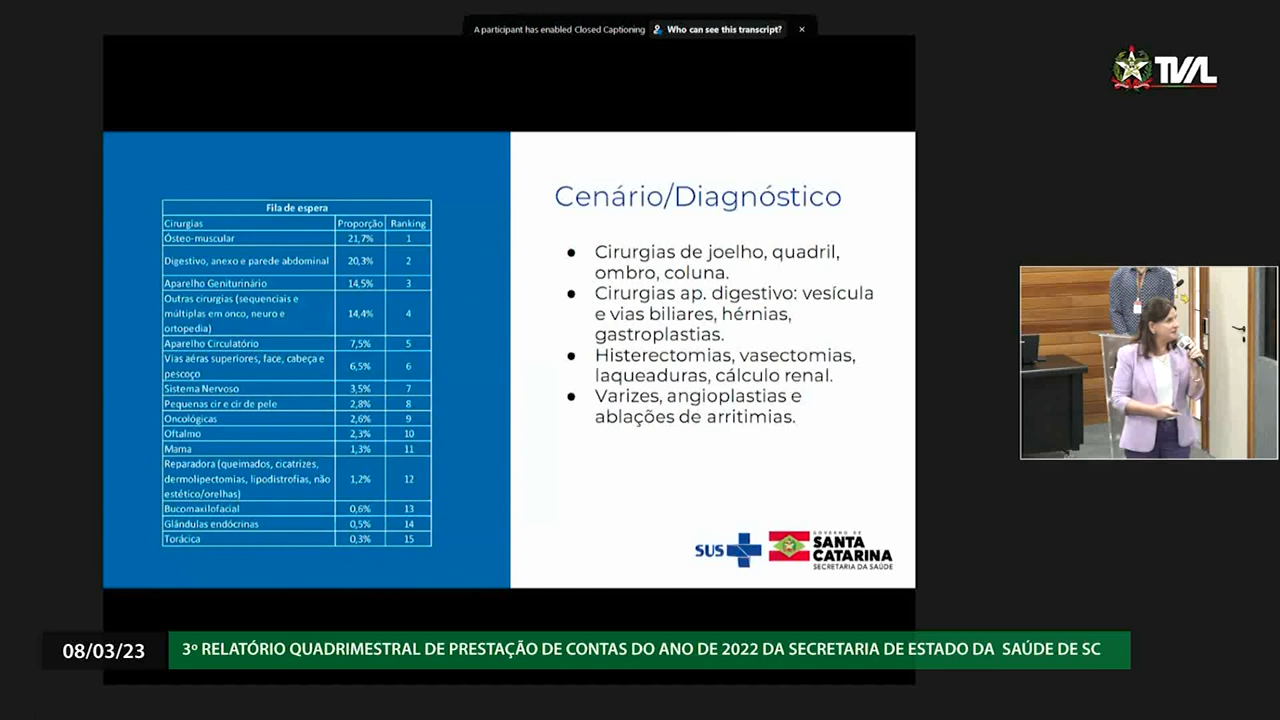 A participant has enabled Closed Captioning Who can see this transcript? ×
TVAL
Fila de espera
Cirurgias Proporção Ranking
Ósteo-muscular 21,7% 1
Digestivo, anexo e parede abdominal 20,3% 2
Aparelho Geniturinário 14,5% 3
Outras cirurgias (sequenciais e
múltiplas em onco, neuro e
ortopedia) 14,4% 4
Aparelho Circulatório 7,5% 5
Vias aéras superiores, face, cabeça e
pescoço 6,5% 6
Sistema Nervoso 3,5% 7
Pequenas cir e cir de pele 2,8% 8
Oncológicas 2,6% 9
Oftalmo 2,3% 10
Mama 1,3% 11
Reparadora (queimados, cicatrizes,
dermolipectomias, lipodistrofias, não
estético/orelhas) 1,2% 12
Bucomaxilofacial 0,6% 13
Glândulas endócrinas 0,5% 14
Torácica 0,3% 15
Cenário/Diagnóstico
• Cirurgias de joelho, quadril,
ombro, coluna.
• Cirurgias ap. digestivo: vesícula
e vias biliares, hérnias,
gastroplastias.
• Histerectomias, vasectomias,
laqueaduras, cálculo renal.
• Varizes, angioplastias e
ablações de arritimias.
SUS
GOVERNO DE
SANTA
CATARINA
SECRETARIA DA SAÚDE
08/03/23
3º RELATÓRIO QUADRIMESTRAL DE PRESTAÇÃO DE CONTAS DO ANO DE 2022 DA SECRETARIA DE ESTADO DA SAÚDE DE SC